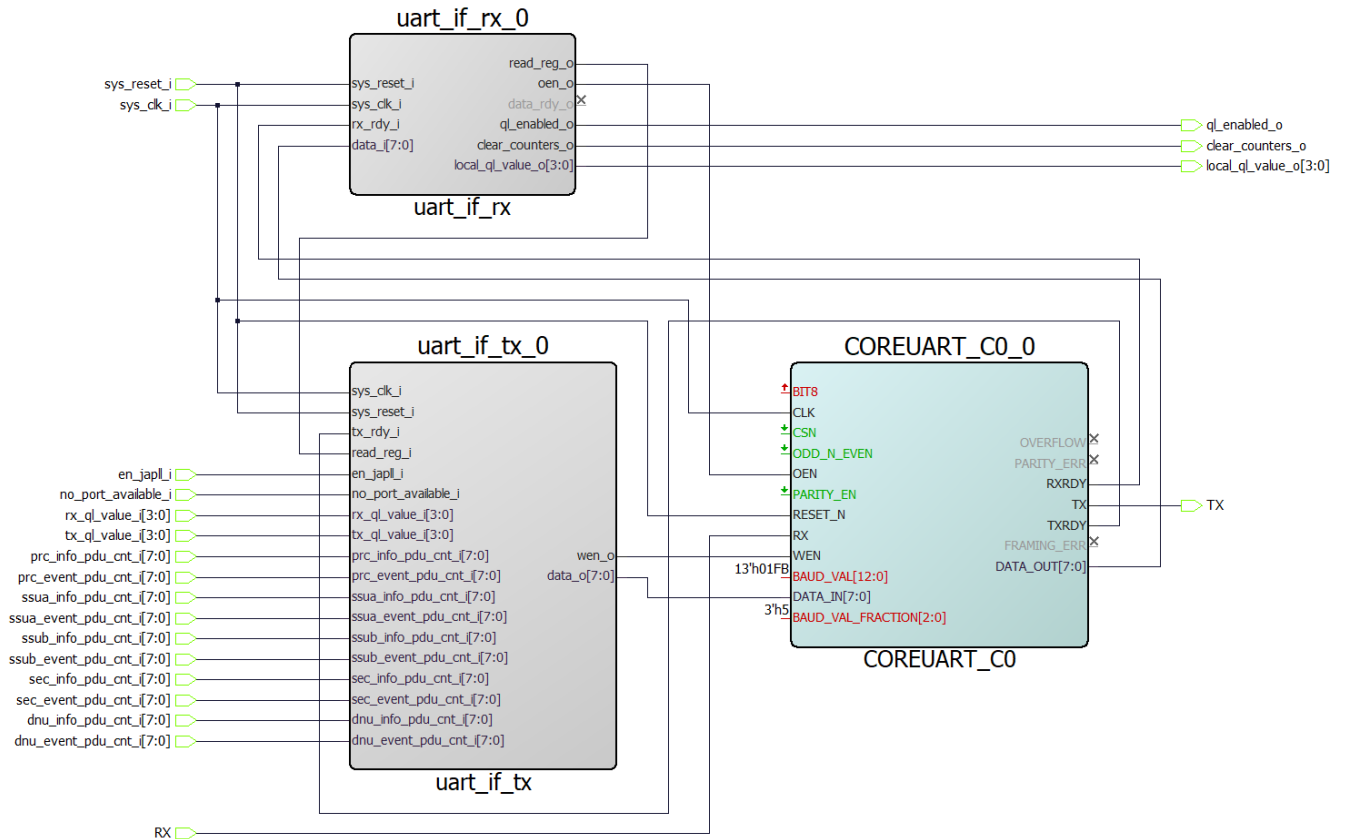 uart_if_rx_0
sys_reset_i
sys_clk_i
sys_reset_i
sys_clk_i
rx_rdy_i
data_i[7:0]
read_reg_o
oen_o
data_rdy_o
ql_enabled_o
clear_counters_o
local_ql_value_o[3:0]
ql_enabled_o
clear_counters_o
local_ql_value_o[3:0]
uart_if_rx
uart_if_tx_0
en_japll_i
no_port_available_i
rx_ql_value_i[3:0]
tx_ql_value_i[3:0]
prc_info_pdu_cnt_i[7:0]
prc_event_pdu_cnt_i[7:0]
ssua_info_pdu_cnt_i[7:0]
ssua_event_pdu_cnt_i[7:0]
ssub_info_pdu_cnt_i[7:0]
ssub_event_pdu_cnt_i[7:0]
sec_info_pdu_cnt_i[7:0]
sec_event_pdu_cnt_i[7:0]
dnu_info_pdu_cnt_i[7:0]
dnu_event_pdu_cnt_i[7:0]
sys_clk_i
sys_reset_i
tx_rdy_i
read_reg_i
en_japll_i
no_port_available_i
rx_ql_value_i[3:0]
tx_ql_value_i[3:0]
prc_info_pdu_cnt_i[7:0]
prc_event_pdu_cnt_i[7:0]
ssua_info_pdu_cnt_i[7:0]
ssua_event_pdu_cnt_i[7:0]
ssub_info_pdu_cnt_i[7:0]
ssub_event_pdu_cnt_i[7:0]
sec_info_pdu_cnt_i[7:0]
sec_event_pdu_cnt_i[7:0]
dnu_info_pdu_cnt_i[7:0]
dnu_event_pdu_cnt_i[7:0]
wen_o
data_o[7:0]
uart_if_tx
COREUART_C0_0
BIT8
CLK
CSN
ODD_N_EVEN
OEN
PARITY_EN
RESET_N
RX
WEN
13'h01FB
BAUD_VAL[12:0]
DATA_IN[7:0]
3'h5
BAUD_VAL_FRACTION[2:0]
OVERFLOW
PARITY_ERR
RXRDY
TX
TXRDY
FRAMING_ERR
DATA_OUT[7:0]
TX
COREUART_C0
RX